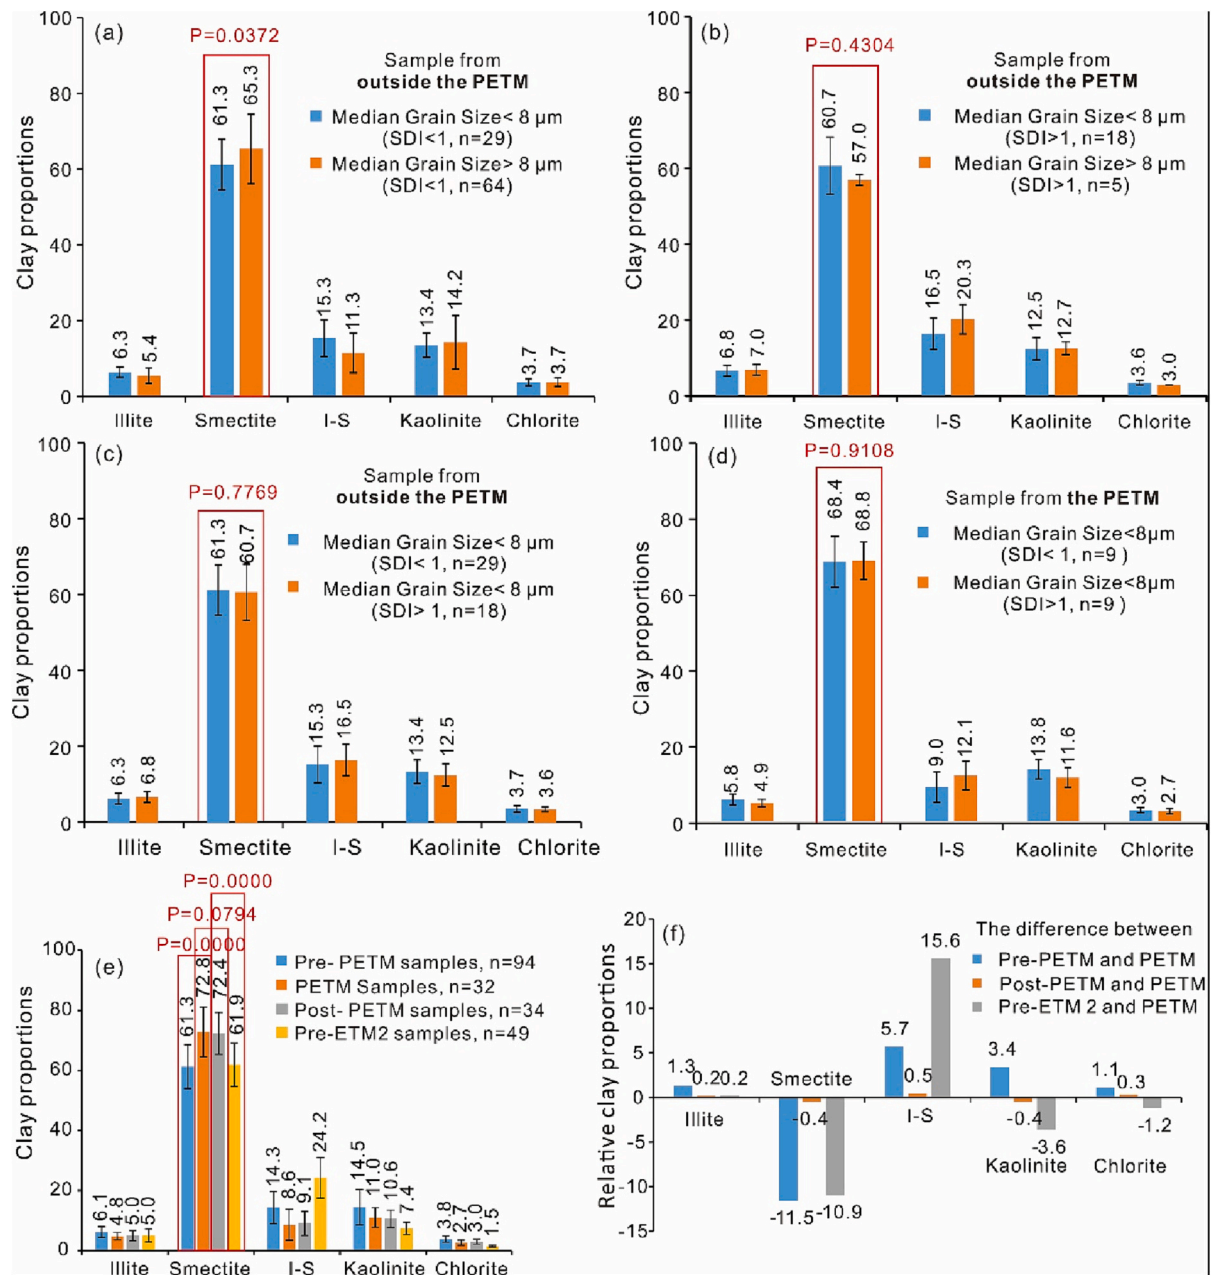 (a)
P=0.0372
Sample from
outside the PETM
Median Grain Size< 8 µm
(SDI<1, n=29)
Median Grain Size> 8 µm
(SDI<1, n=64)
Clay proportions
100
80
60
40
20
0
6.3
5.4
61.3
65.3
15.3
11.3
13.4
14.2
3.7
3.7
Illite
Smectite
I-S
Kaolinite
Chlorite
(b)
P=0.4304
Sample from
outside the PETM
Median Grain Size< 8 µm
(SDI>1, n=18)
Median Grain Size> 8 µm
(SDI>1, n=5)
Clay proportions
100
80
60
40
20
0
6.8
7.0
60.7
57.0
16.5
20.3
12.5
12.7
3.6
3.0
Illite
Smectite
I-S
Kaolinite
Chlorite
(c)
P=0.7769
Sample from
outside the PETM
Median Grain Size< 8 µm
(SDI< 1, n=29)
Median Grain Size< 8 µm
(SDI> 1, n=18)
Clay proportions
100
80
60
40
20
0
6.3
6.8
61.3
60.7
15.3
16.5
13.4
12.5
3.7
3.6
Illite
Smectite
I-S
Kaolinite
Chlorite
(d)
P=0.9108
Sample from the PETM
Median Grain Size<8µm
(SDI< 1, n=9 )
Median Grain Size<8µm
(SDI>1, n=9 )
Clay proportions
100
80
60
40
20
0
5.8
4.9
68.4
68.8
9.0
12.1
13.8
11.6
3.0
2.7
Illite
Smectite
I-S
Kaolinite
Chlorite
(e)
P=0.0000
P=0.0794
P=0.0000
Pre- PETM samples, n=94
PETM Samples, n=32
Post- PETM samples, n=34
Pre-ETM2 samples, n=49
Clay proportions
100
80
60
40
20
0
6.1
4.8
5.0
5.0
61.3
72.8
72.4
61.9
14.3
8.6
9.1
24.2
14.5
11.0
10.6
7.4
3.8
2.7
3.0
1.5
Illite
Smectite
I-S
Kaolinite
Chlorite
(f)
The difference between
Pre-PETM and PETM
Post-PETM and PETM
Pre-ETM 2 and PETM
Relative clay proportions
20
15
10
5
0
-5
-10
-15
1.3
0.2
0.2
Illite
Smectite
-11.5
-0.4
-10.9
5.7
0.5
15.6
I-S
3.4
-0.4
-3.6
Kaolinite
1.1
0.3
-1.2
Chlorite